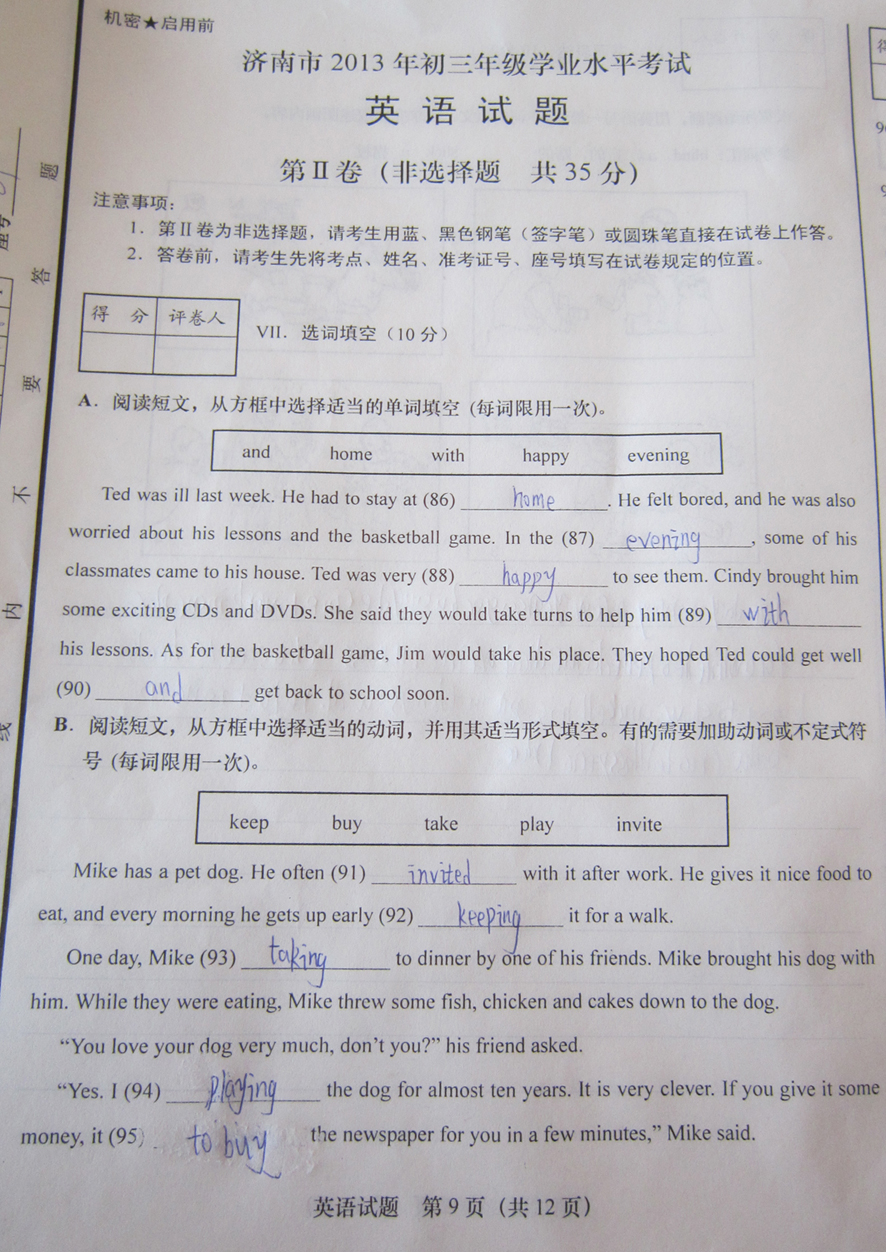 机密★启用前
济南市 2013 年初三年级学业水平考试
英 语 试 题
第Ⅱ卷 (非选择题 共 35 分)
注意事项：
1. 第Ⅱ卷为非选择题，请考生用蓝、黑色钢笔（签字笔）或圆珠笔直接在试卷上作答。
2. 答卷前，请考生先将考点、姓名、准考证号、座号填写在试卷规定的位置。
得 分 评卷人
VII. 选词填空（10 分）
A. 阅读短文，从方框中选择适当的单词填空 (每词限用一次)。
and home with happy evening
Ted was ill last week. He had to stay at (86) home. He felt bored, and he was also
worried about his lessons and the basketball game. In the (87) evening, some of his
classmates came to his house. Ted was very (88) happy to see them. Cindy brought him
some exciting CDs and DVDs. She said they would take turns to help him (89) with
his lessons. As for the basketball game, Jim would take his place. They hoped Ted could get well
(90) and get back to school soon.
B. 阅读短文，从方框中选择适当的动词，并用其适当形式填空。有的需要加助动词或不定式符
号 (每词限用一次)。
keep buy take play invite
Mike has a pet dog. He often (91) invited with it after work. He gives it nice food to
eat, and every morning he gets up early (92) keeping it for a walk.
One day, Mike (93) taking to dinner by one of his friends. Mike brought his dog with
him. While they were eating, Mike threw some fish, chicken and cakes down to the dog.
“You love your dog very much, don’t you?” his friend asked.
“Yes. I (94) playing the dog for almost ten years. It is very clever. If you give it some
money, it (95) to buy the newspaper for you in a few minutes,” Mike said.
英语试题 第 9 页（共 12 页）
题
答
要
不
内
线
座号